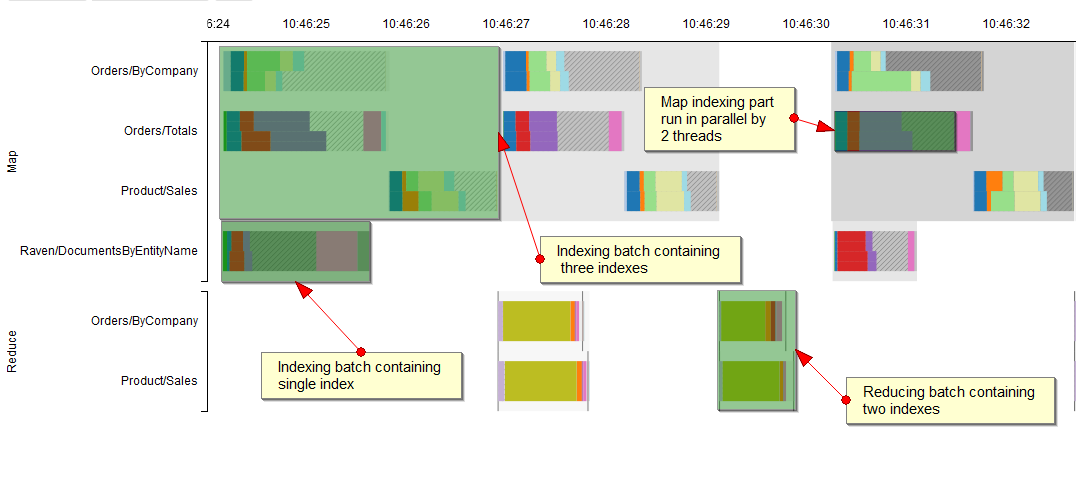 6:24 10:46:25 10:46:26 10:46:27 10:46:28 10:46:29 10:46:30 10:46:31 10:46:32
Map
Orders/ByCompany
Orders/Totals
Product/Sales
Raven/DocumentsByEntityName
Map indexing part
run in parallel by
2 threads
Indexing batch containing
three indexes
Reduce
Orders/ByCompany
Product/Sales
Indexing batch containing
single index
Reducing batch containing
two indexes